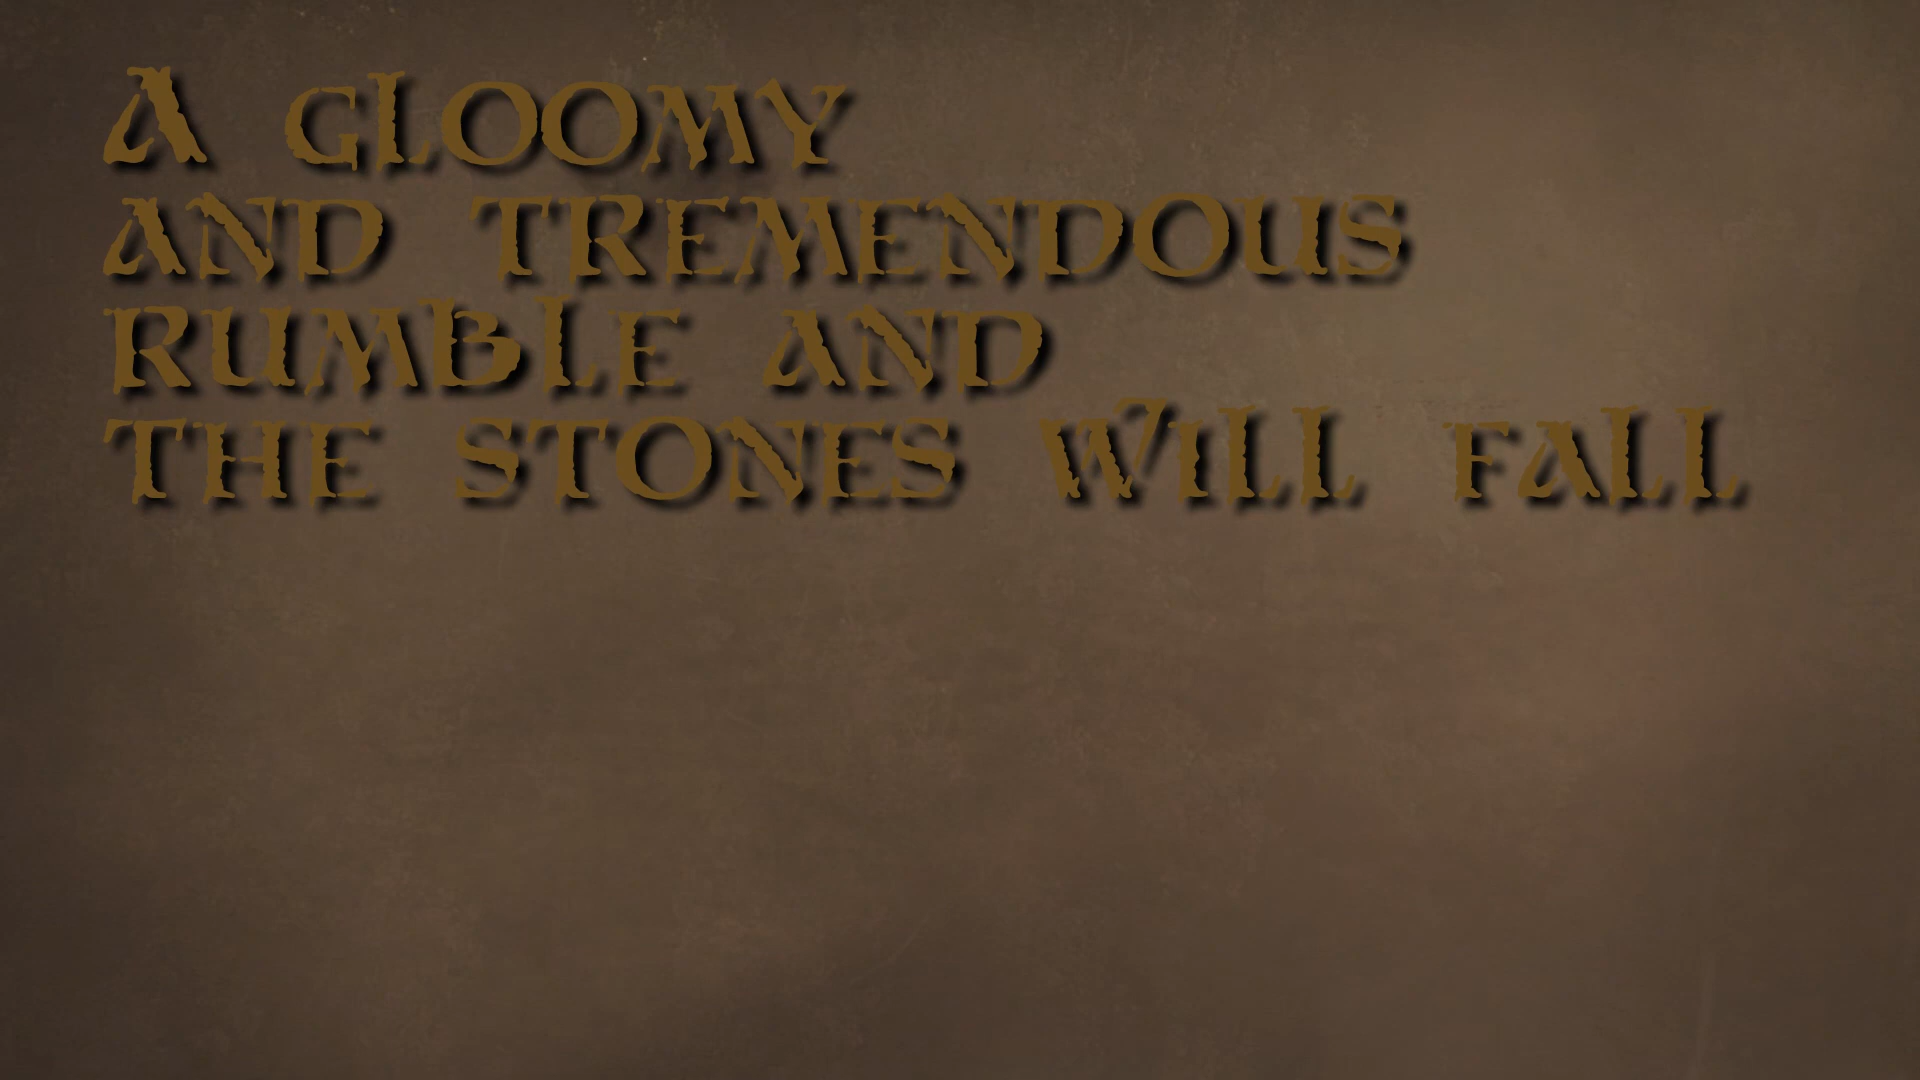 A GLOOMY
AND TREMENDOUS
RUMBLE AND
THE STONES WILL FALL